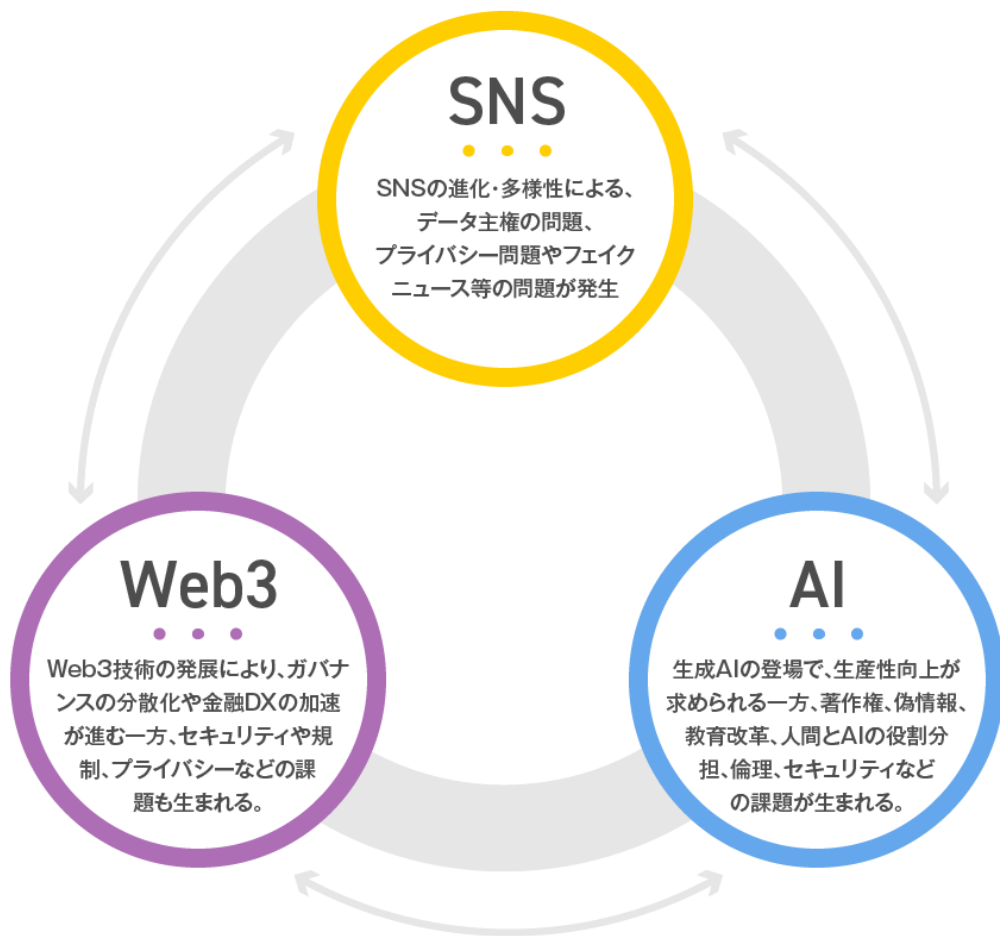 SNS
SNSの進化・多様性による、
データ主権の問題、
プライバシー問題やフェイク
ニュース等の問題が発生
Web3
Web3技術の発展により、ガバナ
ンスの分散化や金融DXの加速
が進む一方、セキュリティや規
制、プライバシーなどの課
題も生まれる。
AI
生成AIの登場で、生産性向上が
求められる一方、著作権、偽情報、
教育改革、人間とAIの役割分
担、倫理、セキュリティなど
の課題が生まれる。